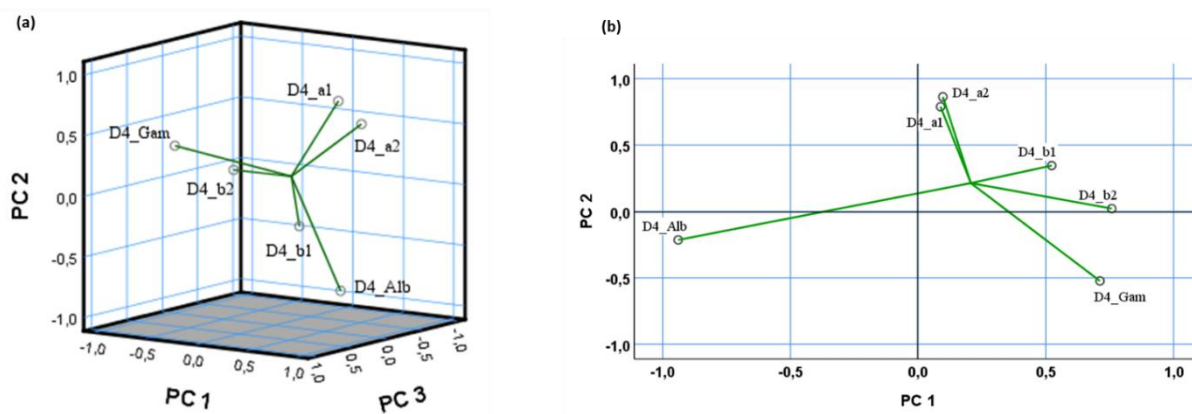 (a)
1,0
0,5
0,0
-0,5
-1,0
PC 2
D4_a1
D4_Gam
D4_a2
D4_b2
D4_b1
D4_Alb
-1,0
-0,5
0,0
0,5
1,0
PC 1
1,0
0,5
0,0
-0,5
-1,0
PC 3
(b)
1,0
0,5
0,0
-0,5
-1,0
PC 2
D4_a2
D4_a1
D4_b1
D4_b2
D4_Alb
D4_Gam
-1,0 -0,5 0,0 0,5 1,0
PC 1